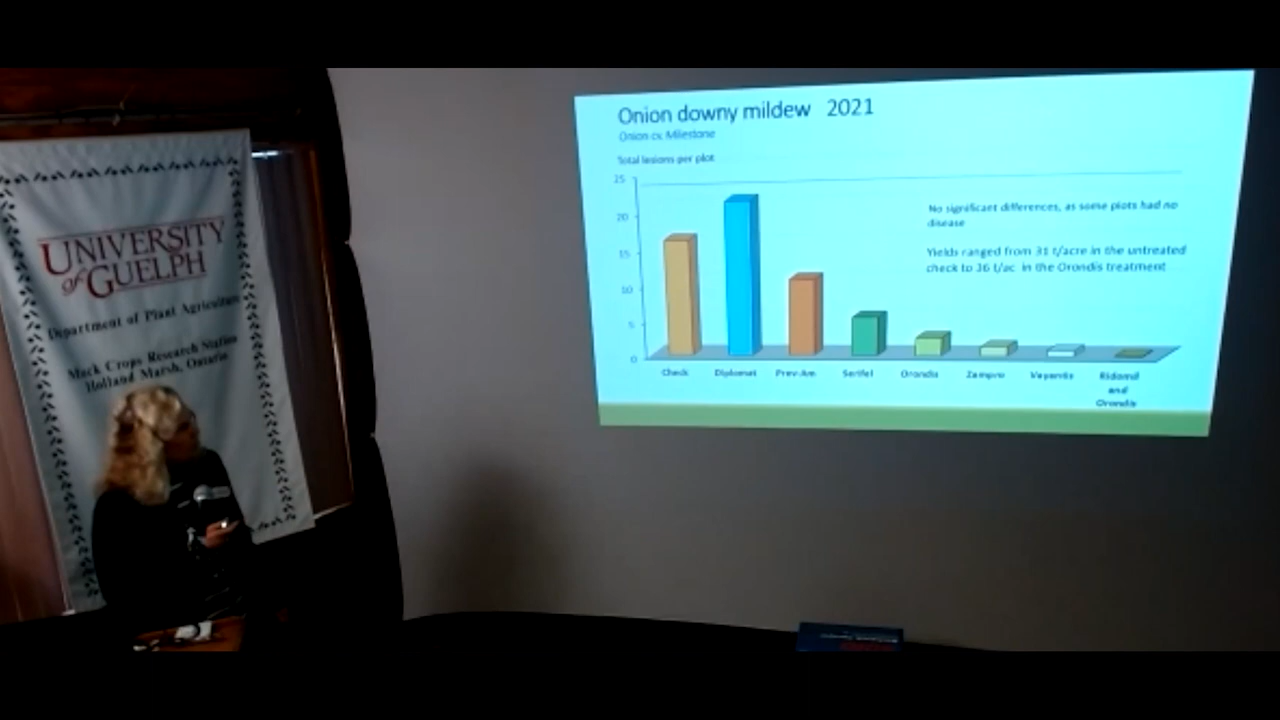 UNIVERSITY
of GUELPH
Department of Plant Agriculture
Muck Crops Research Station
Holland Marsh, Ontario
Onion downy mildew 2021
Onion cv. Milestone
Total lesions per plot
25
20
15
10
5
0
No significant differences, as some plots had no
disease
Yields ranged from 31 t/acre in the untreated
check to 36 t/ac in the Orondis treatment
Check Diplomat Prev-Am Serifel Orondis Zampro Veyantis Ridomil
and
Orondis